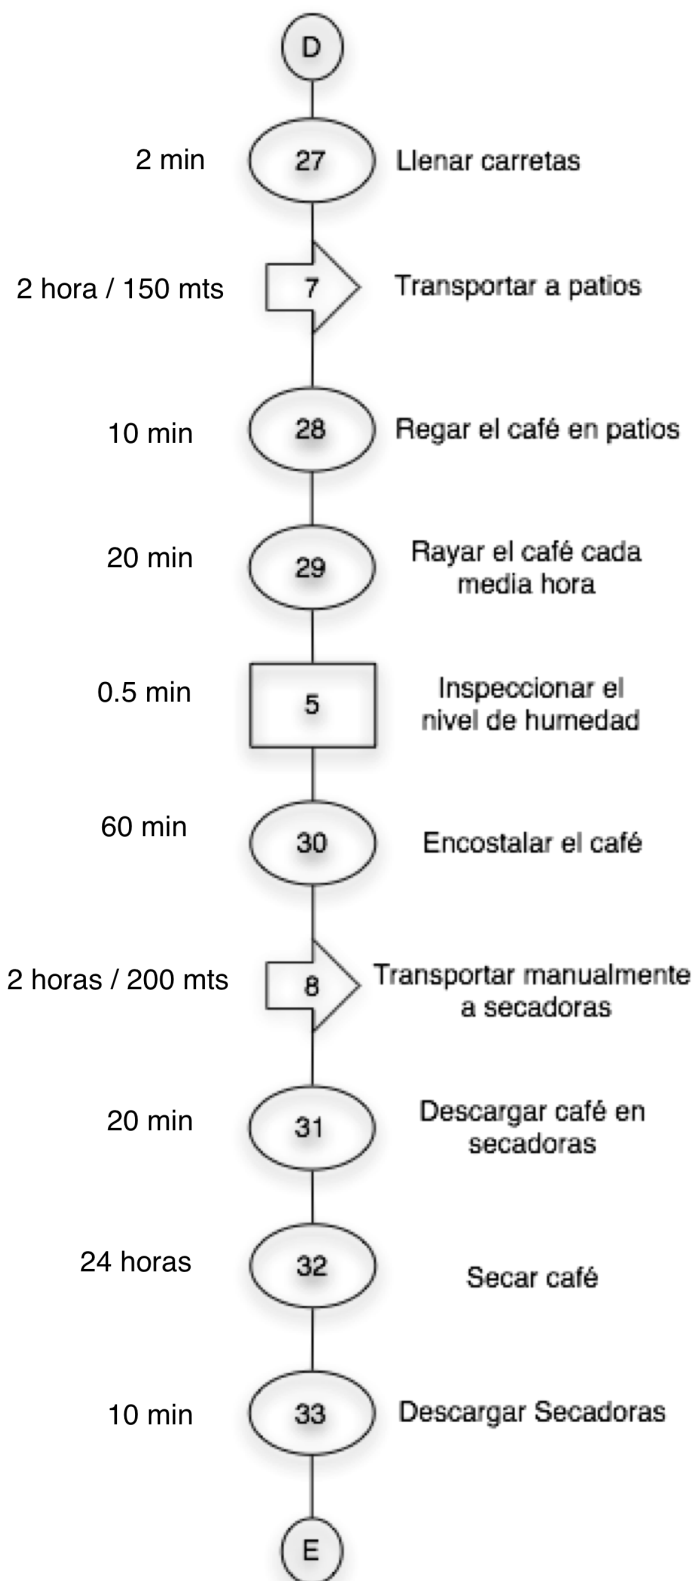 D
2 min
27
Llenar carretas
2 hora / 150 mts
7
Transportar a patios
10 min
28
Regar el café en patios
20 min
29
Rayar el café cada
media hora
0.5 min
5
Inspeccionar el
nivel de humedad
60 min
30
Encostalar el café
2 horas / 200 mts
8
Transportar manualmente
a secadoras
20 min
31
Descargar café en
secadoras
24 horas
32
Secar café
10 min
33
Descargar Secadoras
E